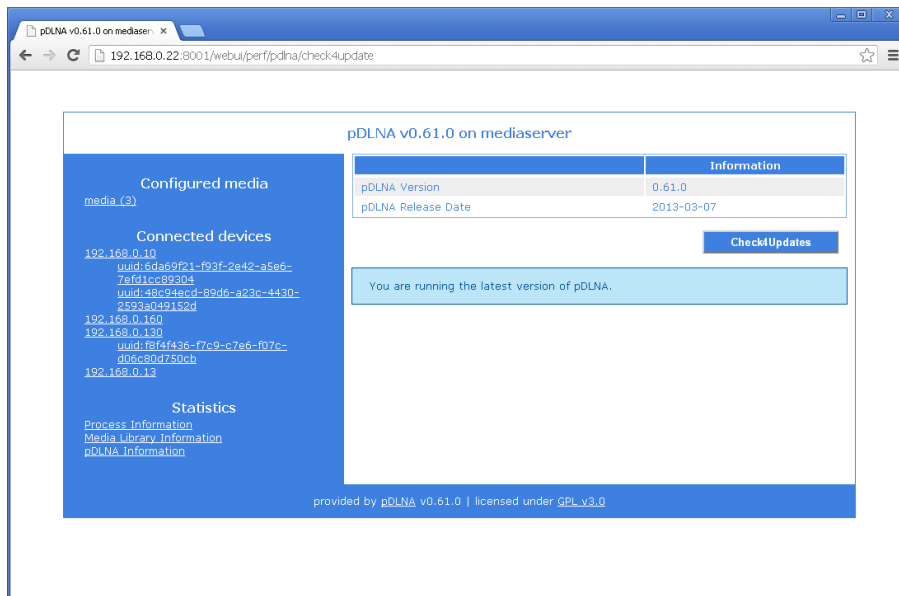 pDLNA v0.61.0 on mediaserv
192.168.0.22:8001/webui/perf/pdlna/check4update
pDLNA v0.61.0 on mediaserver
Configured media
media (3)
Connected devices
192.168.0.10
uuid:6da69f21-f93f-2e42-a5e6-
7efd1cc89304
uuid:48c94ecd-89d6-a23c-4430-
2593a049152d
192.168.0.160
192.168.0.130
uuid:f8f4f436-f7c9-c7e6-f07c-
d06c80d750cb
192.168.0.13
Statistics
Process Information
Media Library Information
pDLNA Information
Information
pDLNA Version 0.61.0
pDLNA Release Date 2013-03-07
Check4Updates
You are running the latest version of pDLNA.
provided by pDLNA v0.61.0 | licensed under GPL v3.0